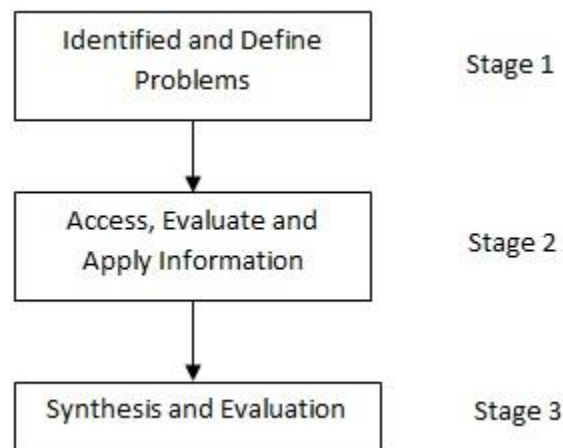 Identified and Define
Problems
Stage 1
Access, Evaluate and
Apply Information
Stage 2
Synthesis and Evaluation
Stage 3